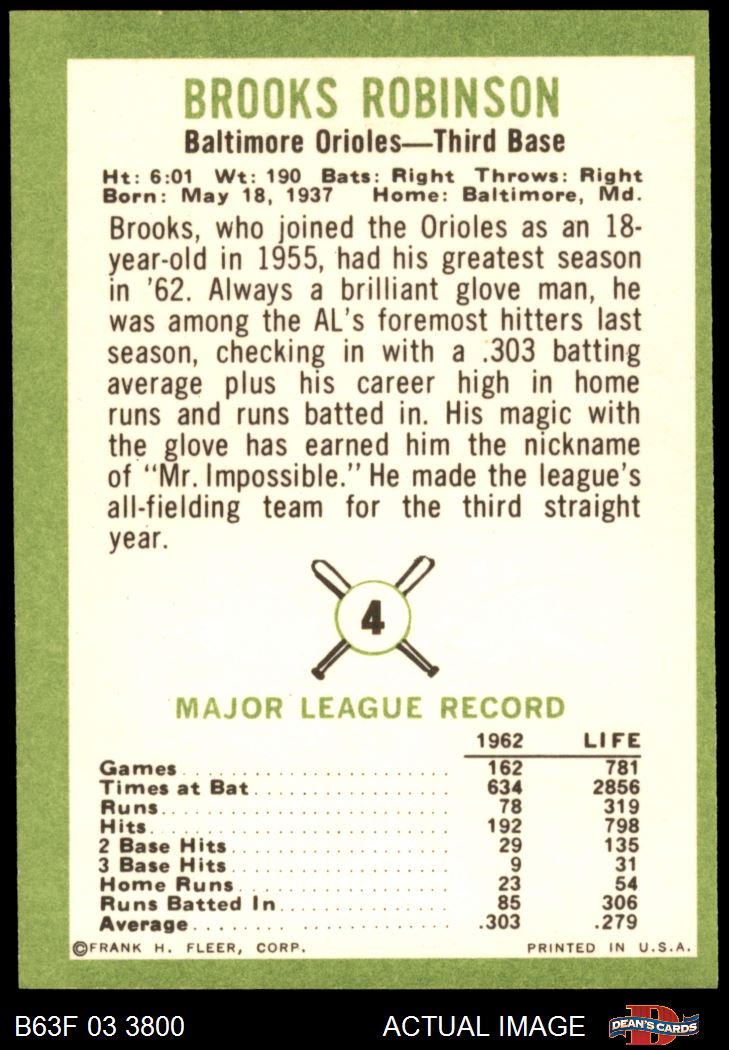 BROOKS ROBINSON
Baltimore Orioles—Third Base
Ht: 6:01 Wt: 190 Bats: Right Throws: Right
Born: May 18, 1937 Home: Baltimore, Md.
Brooks, who joined the Orioles as an 18-
year-old in 1955, had his greatest season
in '62. Always a brilliant glove man, he
was among the AL's foremost hitters last
season, checking in with a .303 batting
average plus his career high in home
runs and runs batted in. His magic with
the glove has earned him the nickname
of "Mr. Impossible." He made the league's
all-fielding team for the third straight
year.
4
MAJOR LEAGUE RECORD
1962 LIFE
Games 162 781
Times at Bat 634 2856
Runs 78 319
Hits 192 798
2 Base Hits 29 135
3 Base Hits 9 31
Home Runs 23 54
Runs Batted In 85 306
Average .303 .279
©FRANK H. FLEER, CORP. PRINTED IN U.S.A.
B63F 03 3800 ACTUAL IMAGE D DEAN'S CARDS